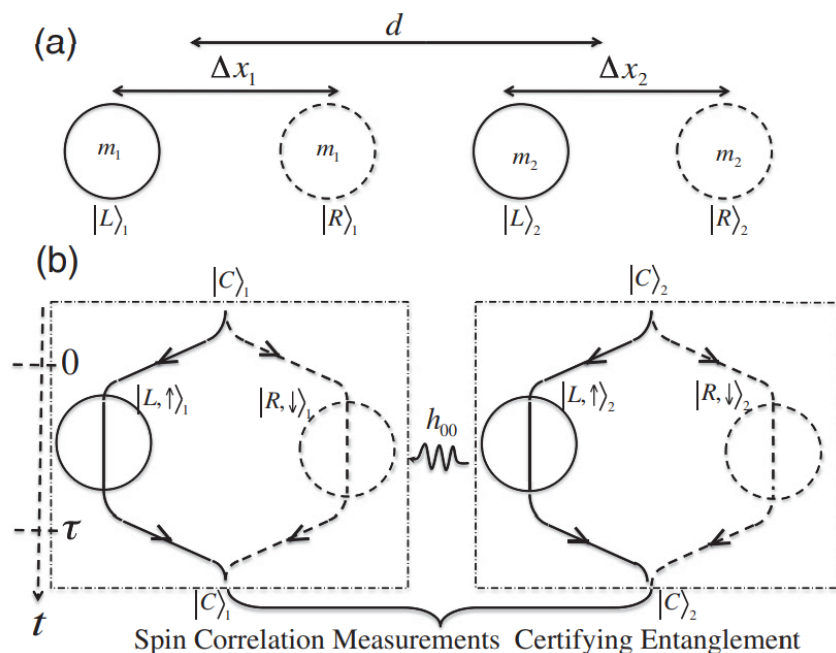 (a) d
Δx₁ Δx₂
m₁ m₁ m₂ m₂
|L⟩₁ |R⟩₁ |L⟩₂ |R⟩₂
(b) |C⟩₁ |C⟩₂
0
|L,↑⟩₁ |R,↓⟩₁ h₀₀ |L,↑⟩₂ |R,↓⟩₂
τ
|C⟩₁ |C⟩₂
t
Spin Correlation Measurements Certifying Entanglement